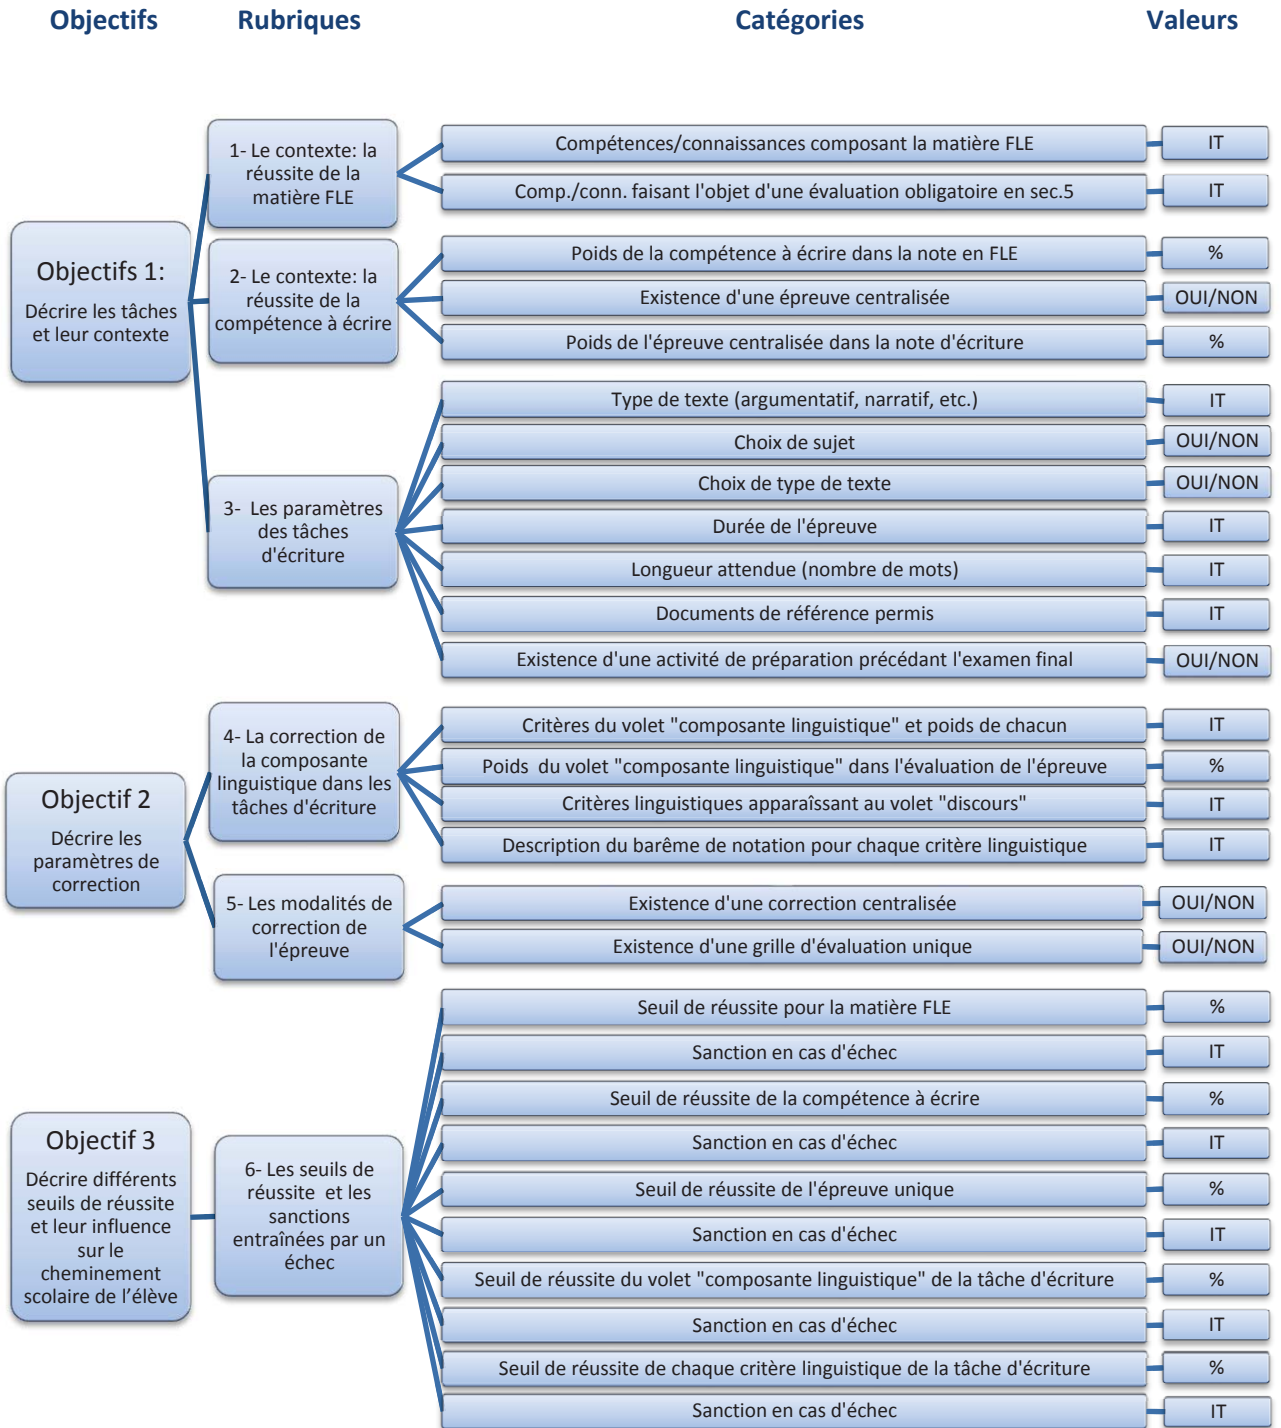 Objectifs
Rubriques
Catégories
Valeurs
Objectifs 1:
Décrire les tâches
et leur contexte
1- Le contexte: la
réussite de la
matière FLE
Compétences/connaissances composant la matière FLE
IT
Comp./conn. faisant l'objet d'une évaluation obligatoire en sec.5
IT
2- Le contexte: la
réussite de la
compétence à écrire
Poids de la compétence à écrire dans la note en FLE
%
Existence d'une épreuve centralisée
OUI/NON
Poids de l'épreuve centralisée dans la note d'écriture
%
3- Les paramètres
des tâches
d'écriture
Type de texte (argumentatif, narratif, etc.)
IT
Choix de sujet
OUI/NON
Choix de type de texte
OUI/NON
Durée de l'épreuve
IT
Longueur attendue (nombre de mots)
IT
Documents de référence permis
IT
Existence d'une activité de préparation précédant l'examen final
OUI/NON
Objectif 2
Décrire les
paramètres de
correction
4- La correction de
la composante
linguistique dans les
tâches d'écriture
Critères du volet "composante linguistique" et poids de chacun
IT
Poids du volet "composante linguistique" dans l'évaluation de l'épreuve
%
Critères linguistiques apparaîssant au volet "discours"
IT
Description du barême de notation pour chaque critère linguistique
IT
5- Les modalités de
correction de
l'épreuve
Existence d'une correction centralisée
OUI/NON
Existence d'une grille d'évaluation unique
OUI/NON
Objectif 3
Décrire différents
seuils de réussite
et leur influence
sur le
cheminement
scolaire de l'élève
6- Les seuils de
réussite et les
sanctions
entraînées par un
échec
Seuil de réussite pour la matière FLE
%
Sanction en cas d'échec
IT
Seuil de réussite de la compétence à écrire
%
Sanction en cas d'échec
IT
Seuil de réussite de l'épreuve unique
%
Sanction en cas d'échec
IT
Seuil de réussite du volet "composante linguistique" de la tâche d'écriture
%
Sanction en cas d'échec
IT
Seuil de réussite de chaque critère linguistique de la tâche d'écriture
%
Sanction en cas d'échec
IT